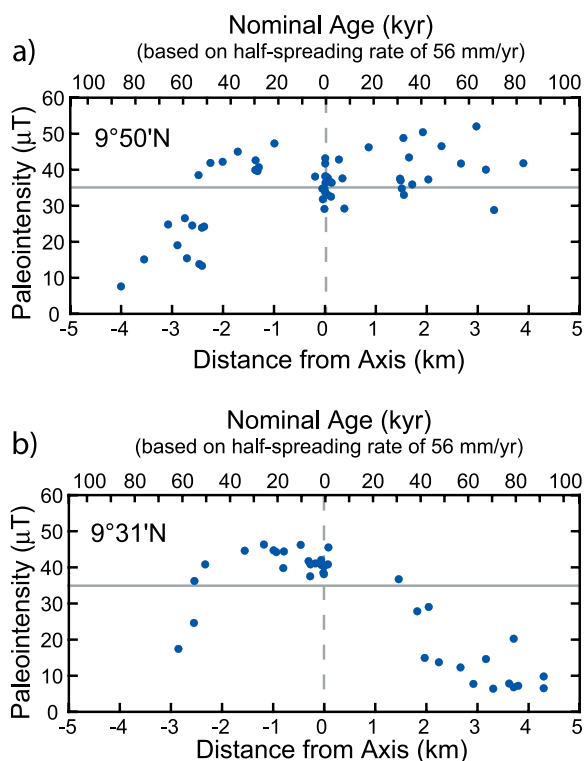 Nominal Age (kyr)
(based on half-spreading rate of 56 mm/yr)
a)
100 80 60 40 20 0 20 40 60 80 100
60
50
40
30
20
10
0
Paleointensity (µT)
9°50'N
-5 -4 -3 -2 -1 0 1 2 3 4 5
Distance from Axis (km)
Nominal Age (kyr)
(based on half-spreading rate of 56 mm/yr)
b)
100 80 60 40 20 0 20 40 60 80 100
60
50
40
30
20
10
0
Paleointensity (µT)
9°31'N
-5 -4 -3 -2 -1 0 1 2 3 4 5
Distance from Axis (km)